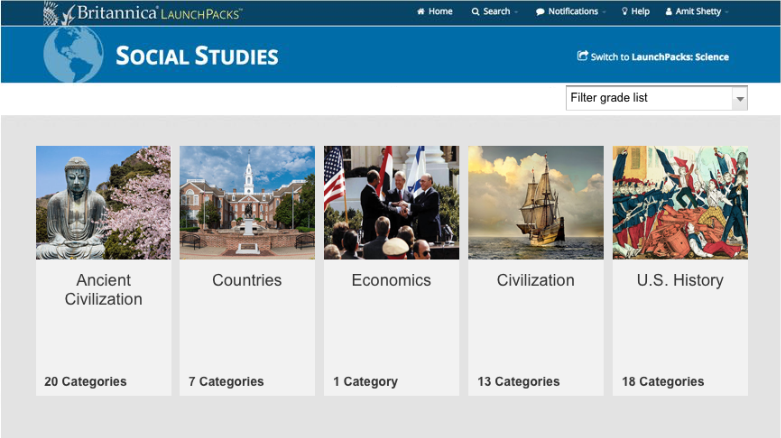 Britannica® LaunchPacks™
Home Search Notifications Help Amit Shetty
Social Studies
Switch to LaunchPacks: Science
Filter grade list
Ancient Civilization
Countries
Economics
Civilization
U.S. History
20 Categories
7 Categories
1 Category
13 Categories
18 Categories